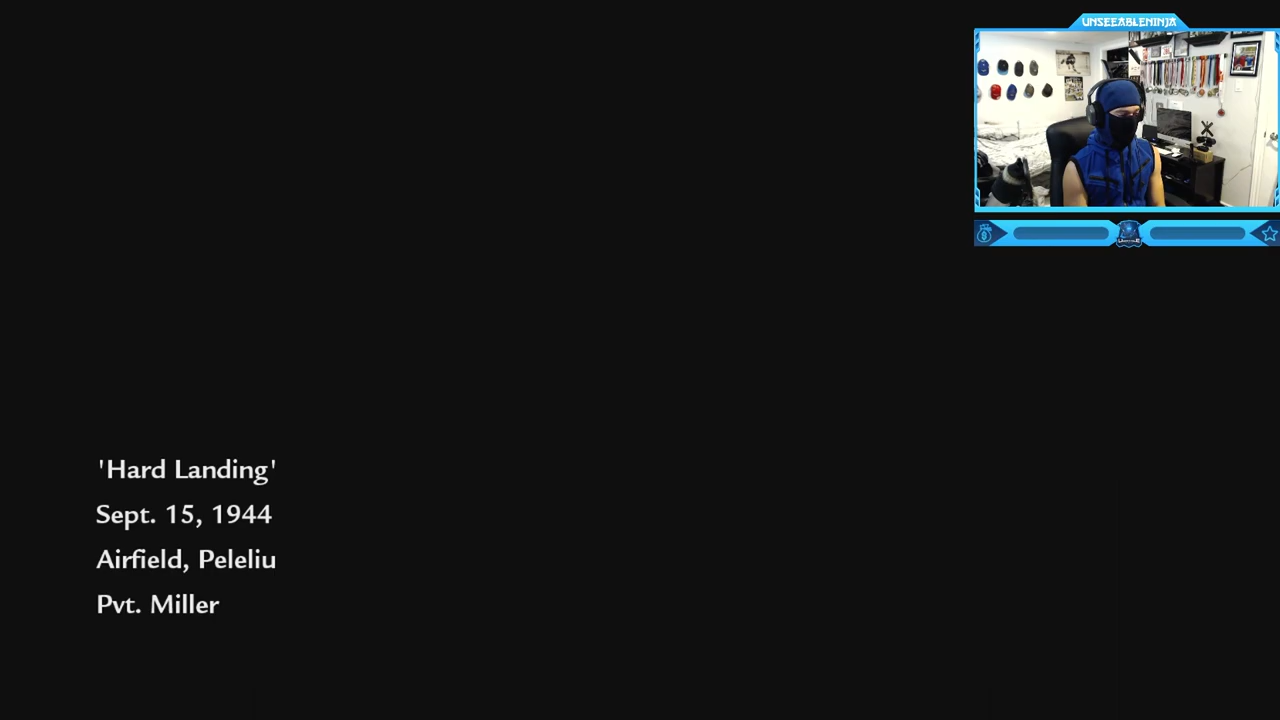 UNSEEABLENINJA
'Hard Landing'
Sept. 15, 1944
Airfield, Peleliu
Pvt. Miller